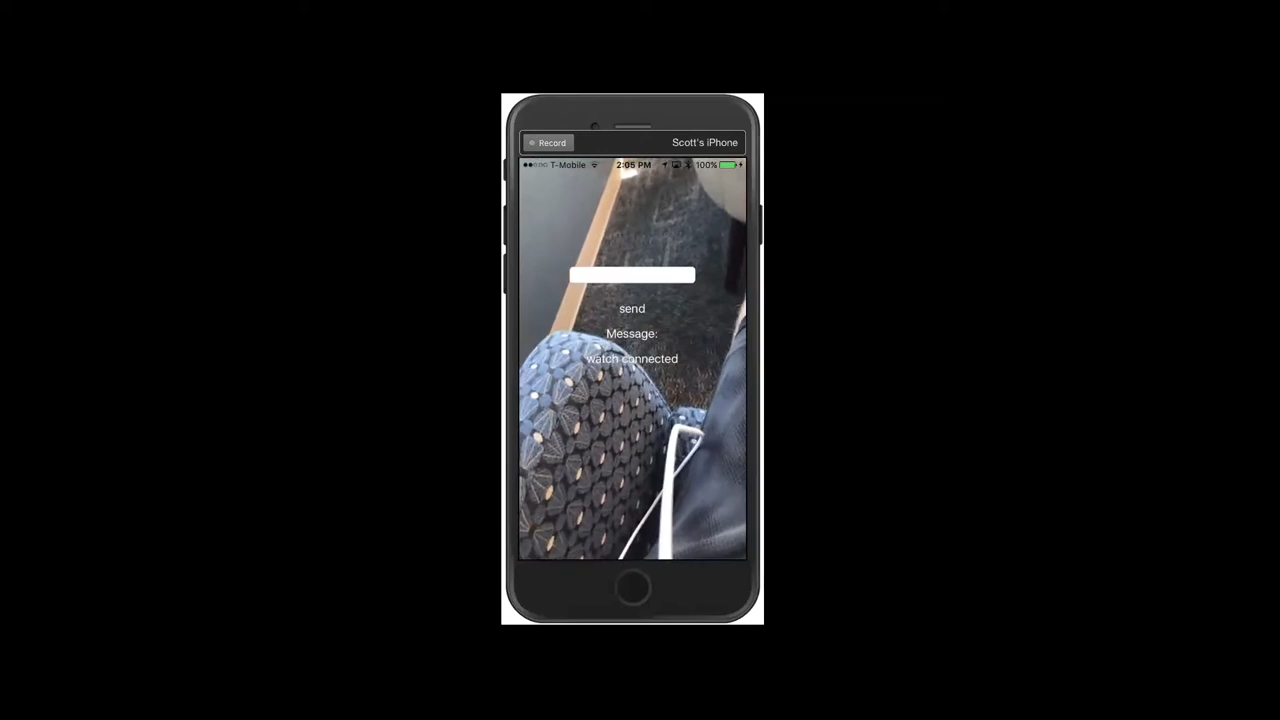 Record
Scott's iPhone
T-Mobile
2:05 PM
100%
send
Message:
watch connected